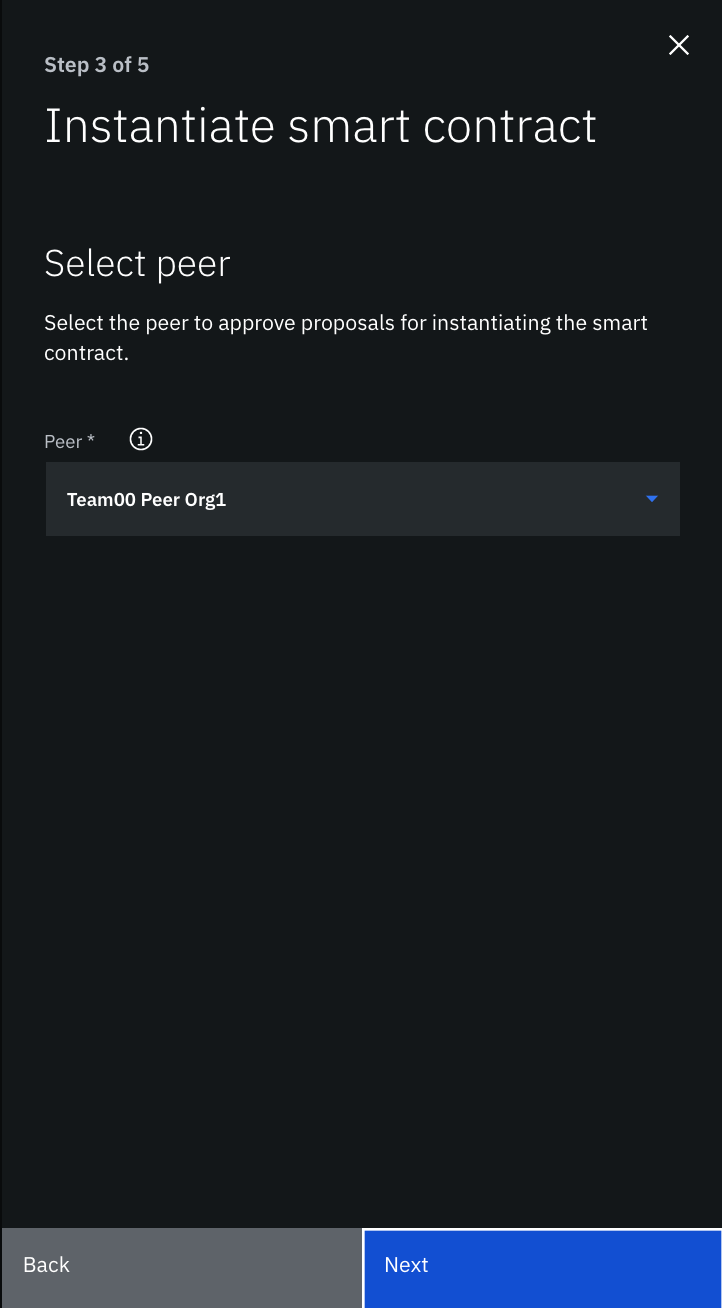 Step 3 of 5
Instantiate smart contract
Select peer
Select the peer to approve proposals for instantiating the smart
contract.
Peer *
Team00 Peer Org1
Back
Next